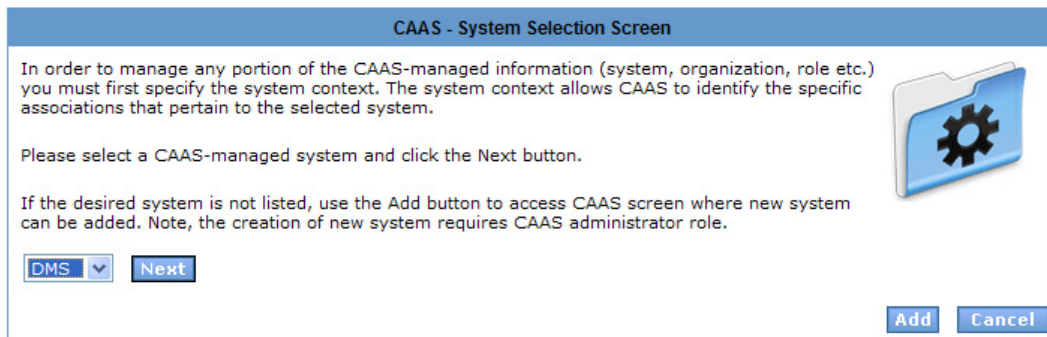 CAAS - System Selection Screen
In order to manage any portion of the CAAS-managed information (system, organization, role etc.)
you must first specify the system context. The system context allows CAAS to identify the specific
associations that pertain to the selected system.
Please select a CAAS-managed system and click the Next button.
If the desired system is not listed, use the Add button to access CAAS screen where new system
can be added. Note, the creation of new system requires CAAS administrator role.
DMS Next
Add Cancel